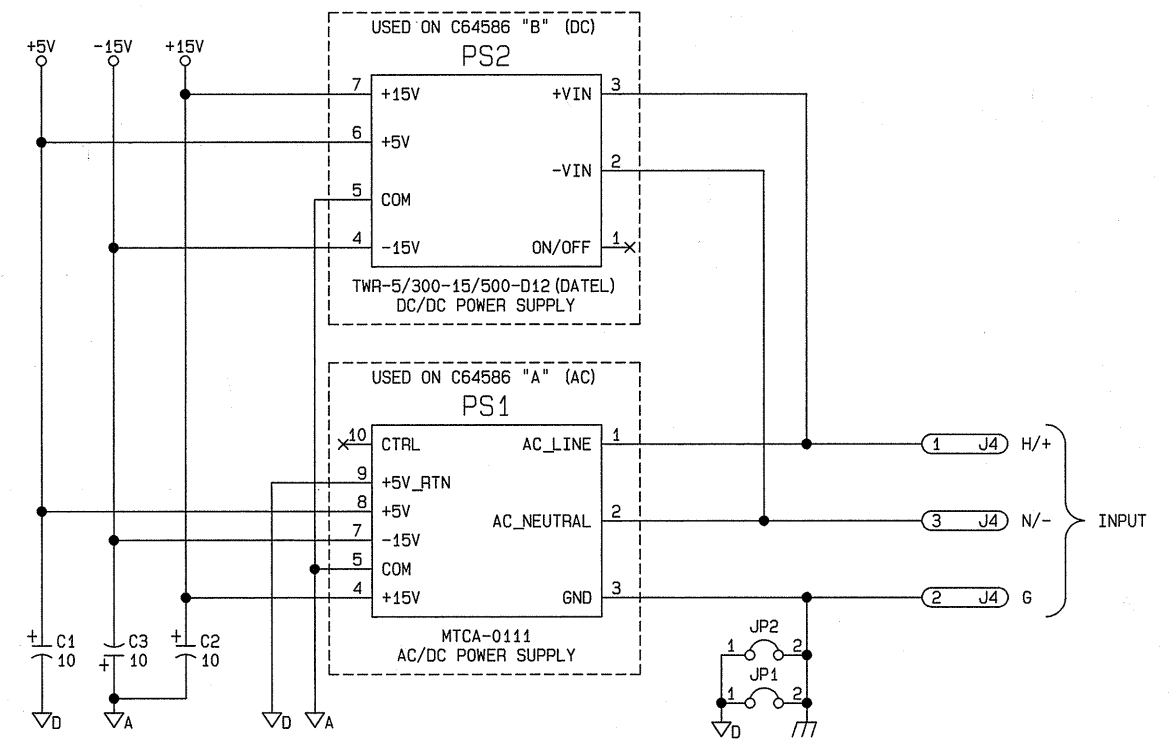 USED ON C64586 "B" (DC)
PS2
+5V
-15V
+15V
7 +15V +VIN 3
6 +5V
-VIN 2
5 COM
4 -15V ON/OFF 1
TWR-5/300-15/500-D12(DATEL)
DC/DC POWER SUPPLY
USED ON C64586 "A" (AC)
PS1
10 CTRL AC_LINE 1
1 J4 H/+
9 +5V_RTN
8 +5V AC_NEUTRAL 2
3 J4 N/-
INPUT
7 -15V
5 COM
4 +15V GND 3
2 J4 G
MTCA-0111
AC/DC POWER SUPPLY
+ C1 10
+ C3 10
+ C2 10
JP2
1 2
JP1
1 2
D
A
D
A
D